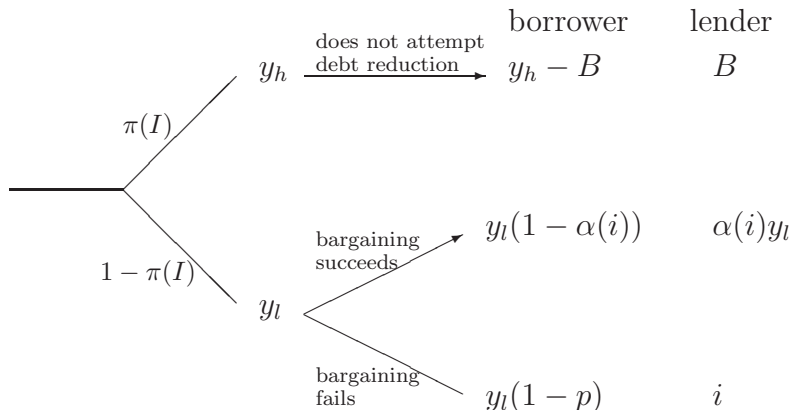 borrower lender
does not attempt
debt reduction
y_h y_h − B B
π(I)
bargaining
succeeds
y_l(1 − α(i)) α(i)y_l
1 − π(I)
y_l
bargaining
fails
y_l(1 − p) i